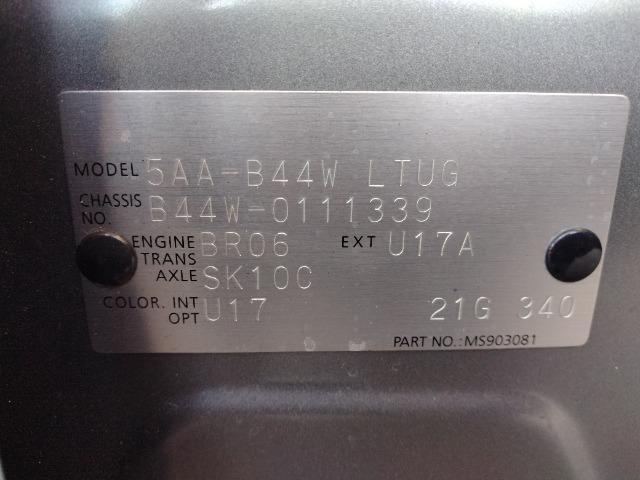 MODEL 5AA-B44W LTUG
CHASSIS NO. B44W-0111339
ENGINE BR06 EXT U17A
TRANS AXLE SK10C
COLOR. INT U17
OPT 21G 340
PART NO.: MS903081